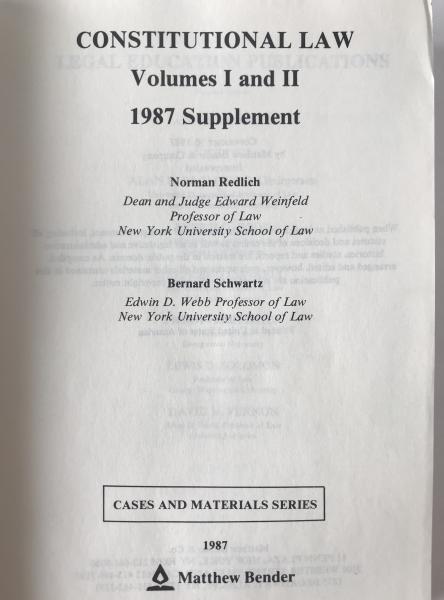 CONSTITUTIONAL LAW
Volumes I and II
1987 Supplement
Norman Redlich
Dean and Judge Edward Weinfeld
Professor of Law
New York University School of Law
Bernard Schwartz
Edwin D. Webb Professor of Law
New York University School of Law
CASES AND MATERIALS SERIES
1987
Matthew Bender